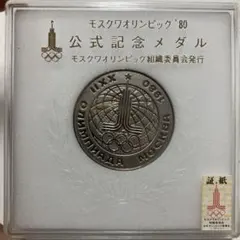 モスクワオリンピック'80
公式記念メダル
モスクワオリンピック組織委員会発行
XXII
1980
ОЛИМПИАДА МОСКВА
証紙